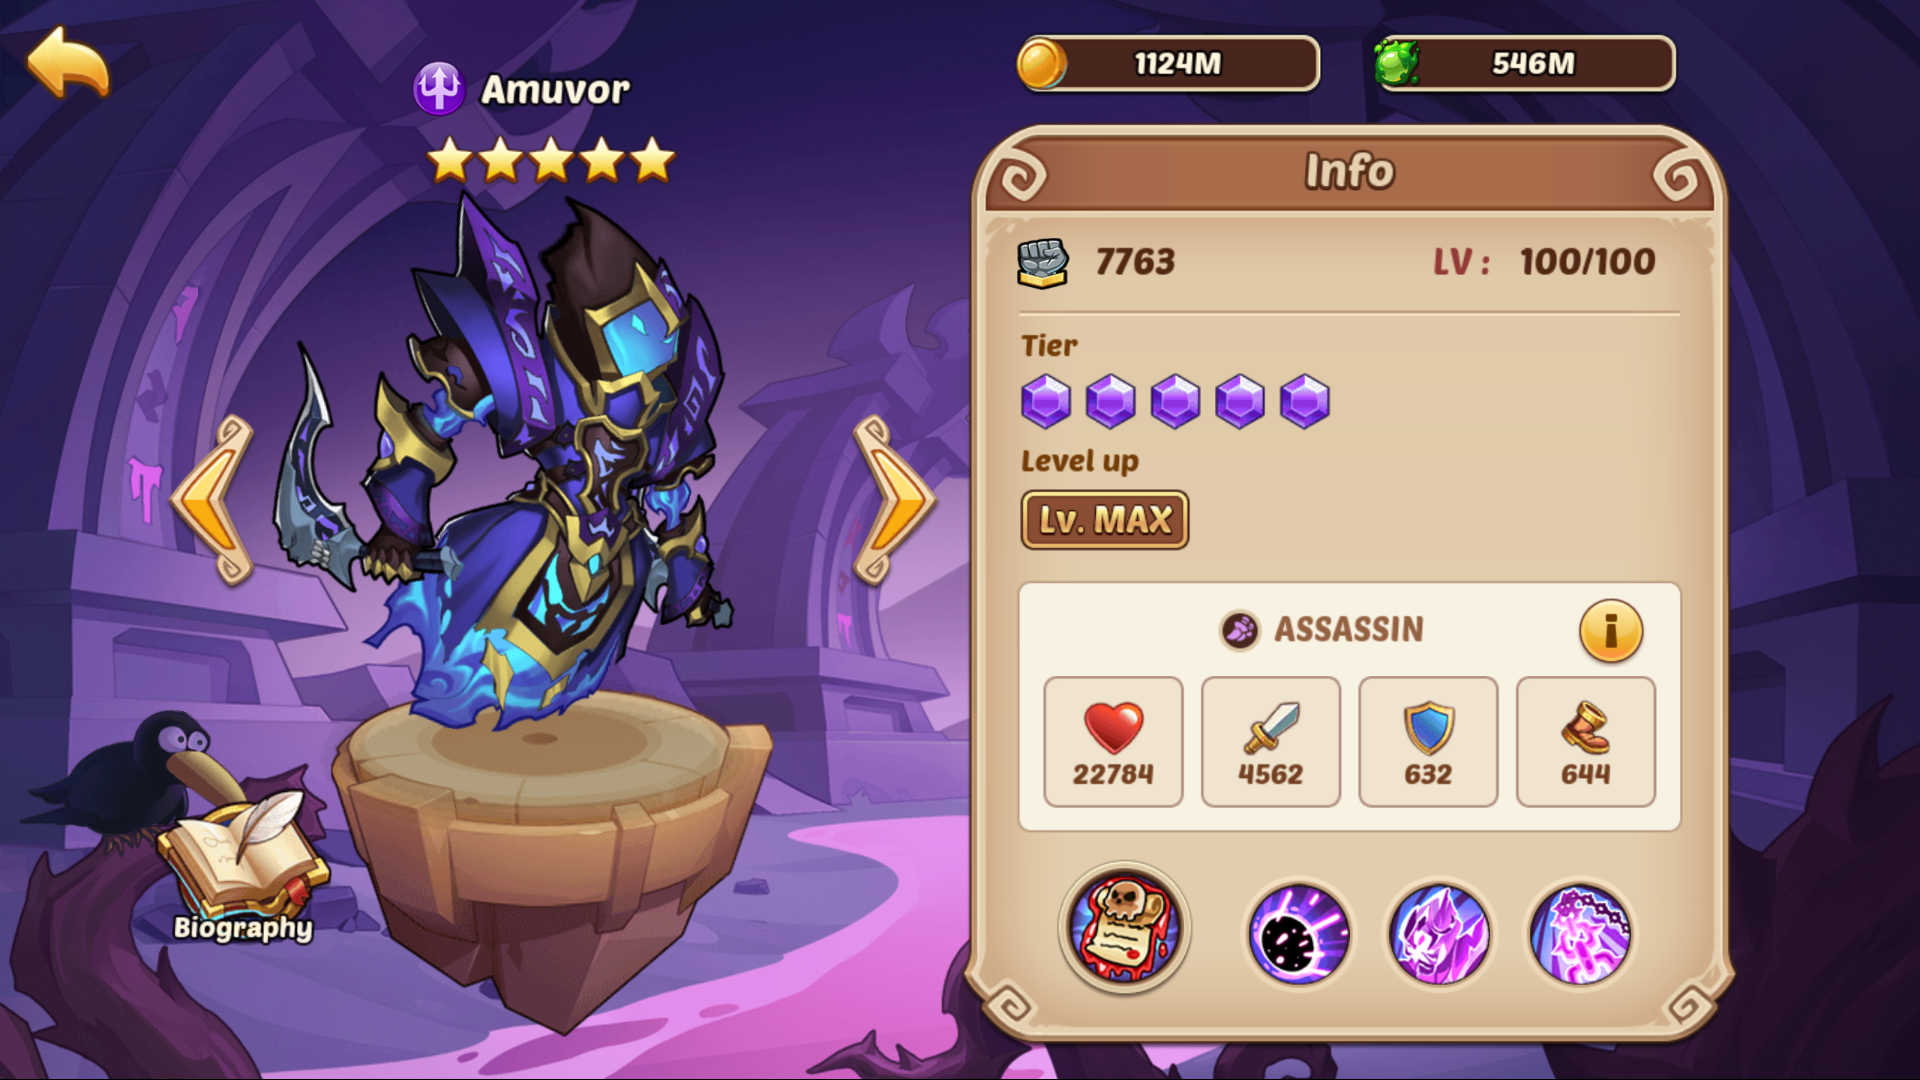 Amuvor
1124M
546M
Info
7763
LV : 100/100
Tier
Level up
Lv. MAX
ASSASSIN
22784
4562
632
644
Biography